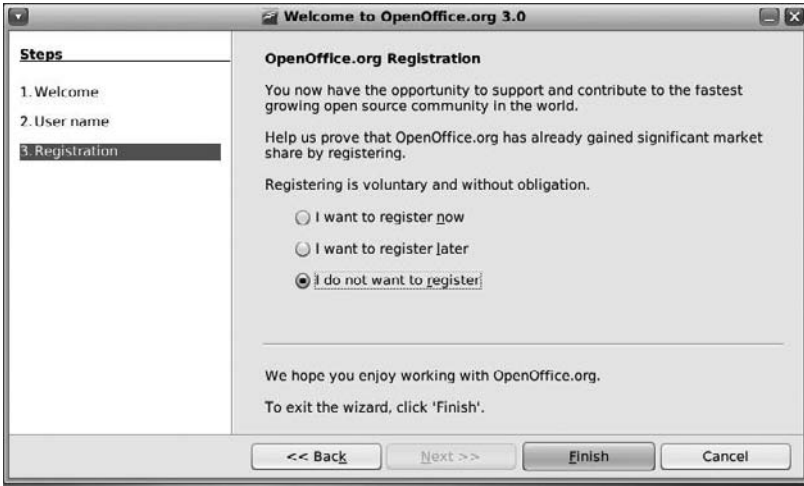 Welcome to OpenOffice.org 3.0
Steps
1. Welcome
2. User name
3. Registration
OpenOffice.org Registration
You now have the opportunity to support and contribute to the fastest
growing open source community in the world.
Help us prove that OpenOffice.org has already gained significant market
share by registering.
Registering is voluntary and without obligation.
I want to register now
I want to register later
I do not want to register
We hope you enjoy working with OpenOffice.org.
To exit the wizard, click 'Finish'.
<< Back
Next >>
Finish
Cancel